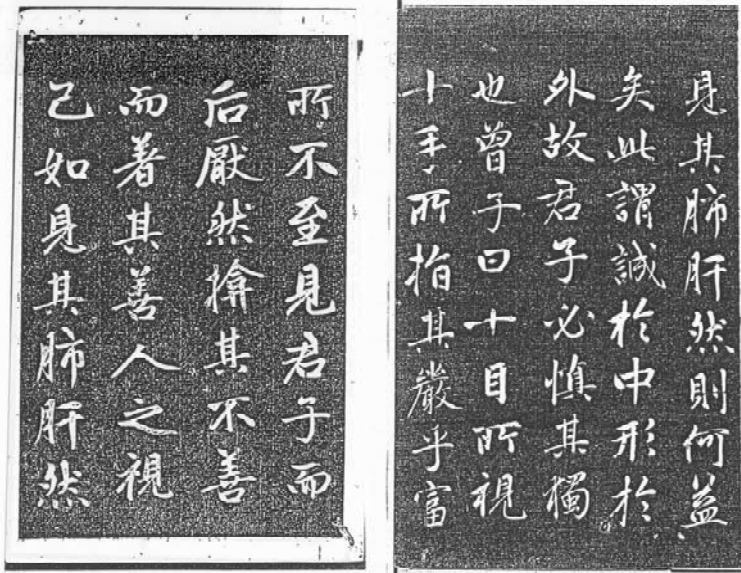 所不至見君子而
后厭然揜其不善
而著其善人之視
己如見其肺肝然
見其肺肝然則何益
矣此謂誠於中形於
外故君子必慎其獨
也曾子曰十目所視
十手所指其嚴乎富